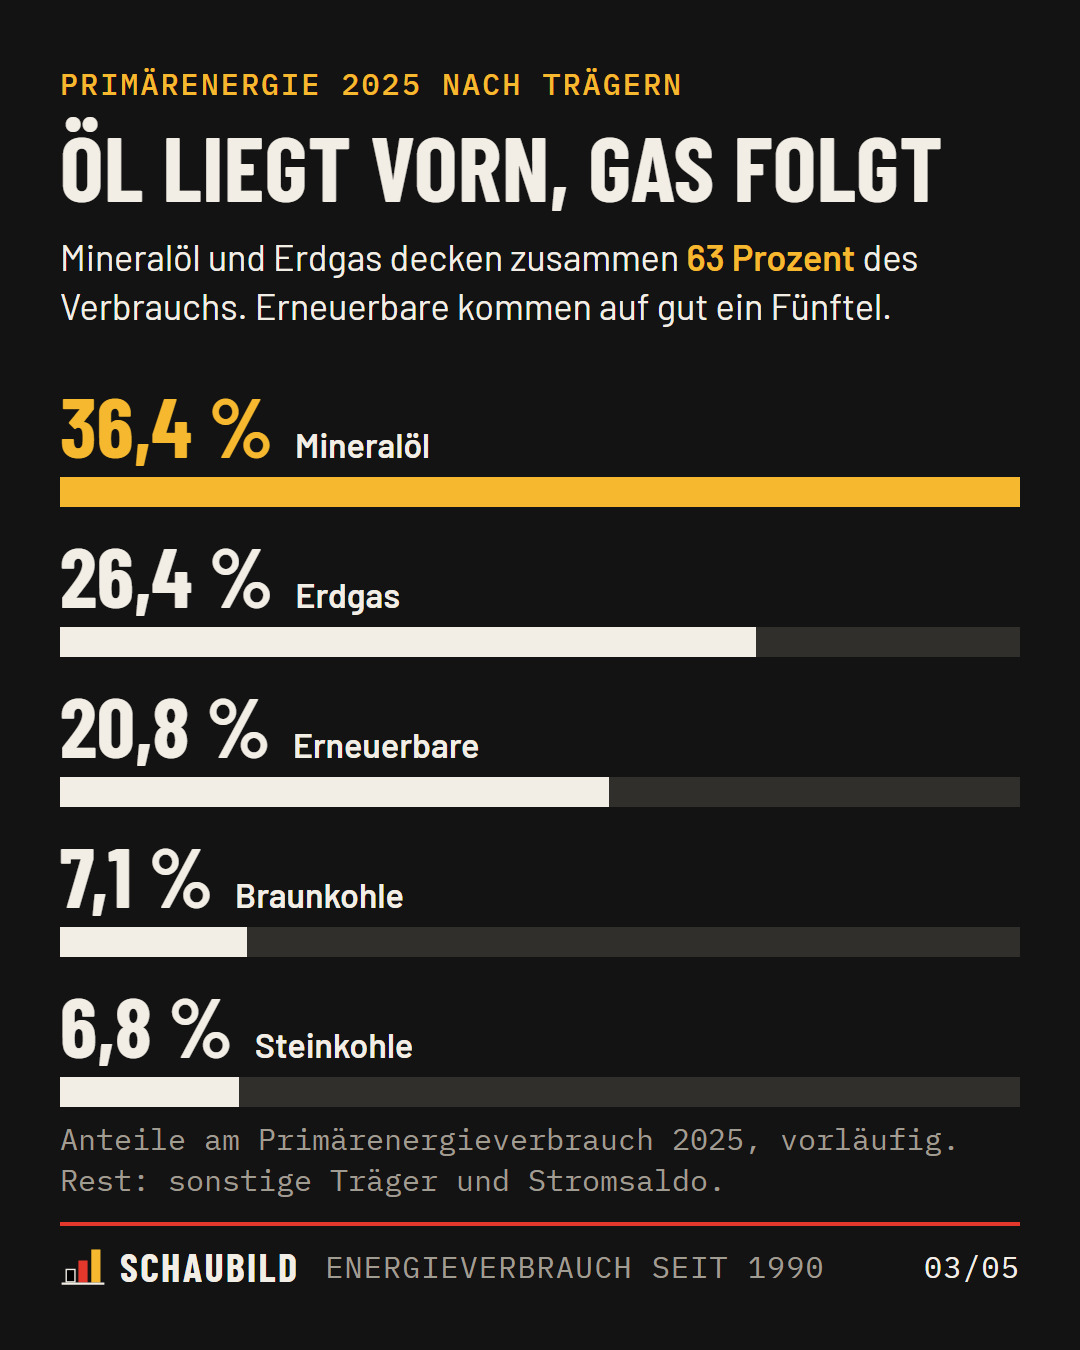 PRIMÄRENERGIE 2025 NACH TRÄGERN
ÖL LIEGT VORN, GAS FOLGT
Mineralöl und Erdgas decken zusammen 63 Prozent des
Verbrauchs. Erneuerbare kommen auf gut ein Fünftel.
36,4 % Mineralöl
26,4 % Erdgas
20,8 % Erneuerbare
7,1 % Braunkohle
6,8 % Steinkohle
Anteile am Primärenergieverbrauch 2025, vorläufig.
Rest: sonstige Träger und Stromsaldo.
SCHAUBILD ENERGIEVERBRAUCH SEIT 1990 03/05